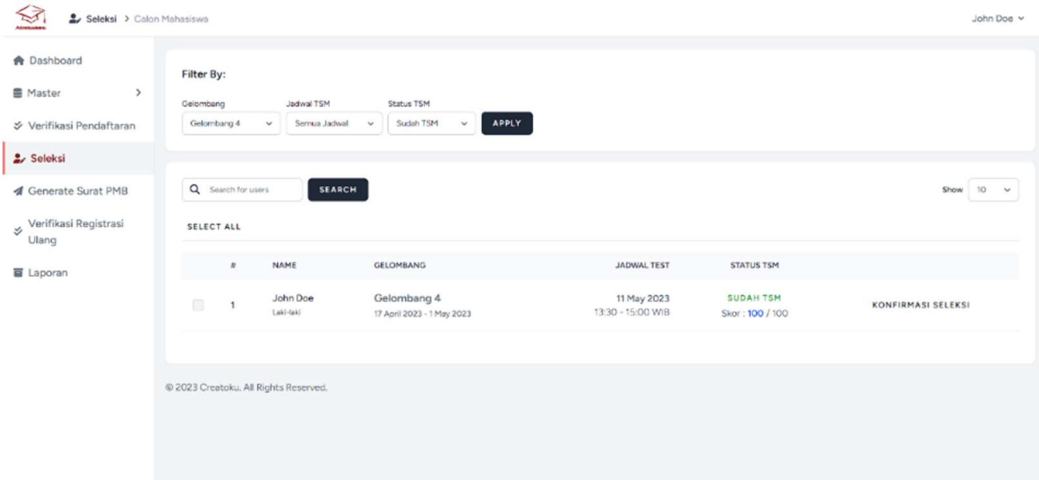 Seleksi > Calon Mahasiswa
John Doe
Dashboard
Master
Verifikasi Pendaftaran
Seleksi
Generate Surat PMB
Verifikasi Registrasi
Ulang
Laporan
Filter By:
Gelombang Jadwal TSM Status TSM
Gelombang 4 Semua Jadwal Sudah TSM APPLY
Search for users SEARCH Show 10
SELECT ALL
# NAME GELOMBANG JADWAL TEST STATUS TSM
1 John Doe Gelombang 4 11 May 2023 SUDAH TSM KONFIRMASI SELEKSI
Laki-laki 17 April 2023 - 1 May 2023 13:30 - 15:00 WIB Skor : 100 / 100
© 2023 Creatoku. All Rights Reserved.